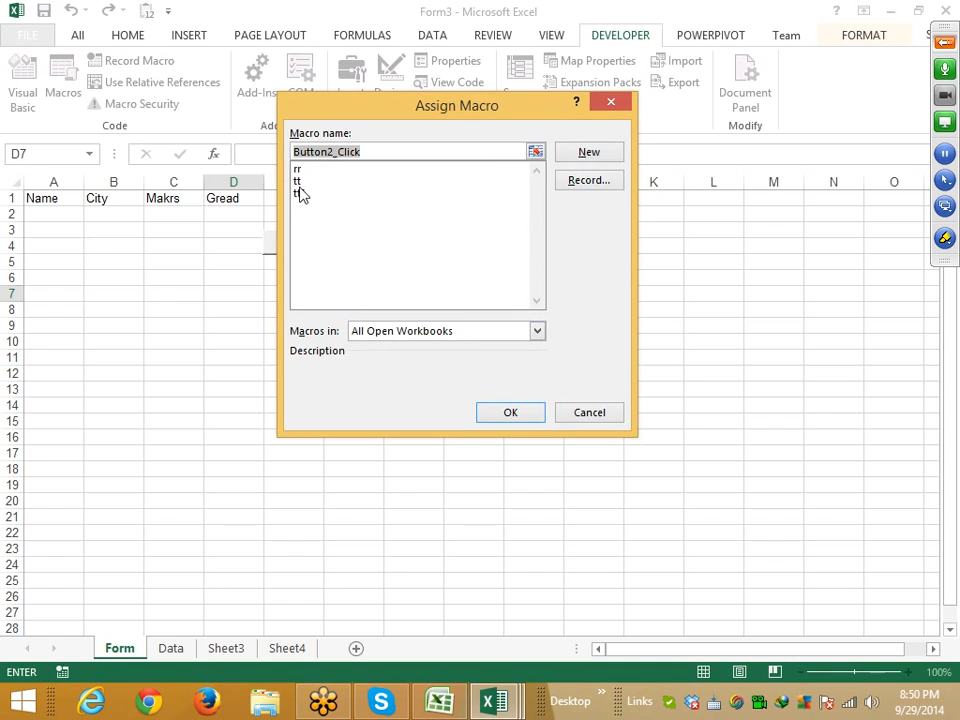 Form3 - Microsoft Excel
12
FILE
All
HOME
INSERT
PAGE LAYOUT
FORMULAS
DATA
REVIEW
VIEW
DEVELOPER
POWERPIVOT
Team
FORMAT
Visual Basic
Macros
Record Macro
Use Relative References
Macro Security
Code
Add-Ins
Properties
View Code
Map Properties
Expansion Packs
Import
Export
Document Panel
Modify
Assign Macro
Macro name:
Button2_Click
New
Record...
rr
tt
Macros in:
All Open Workbooks
Description
OK
Cancel
D7
A B C D K L M N O
1 Name City Makrs Gread
2
3
4
5
6
7
8
9
10
11
12
13
14
15
16
17
18
19
20
21
22
23
24
25
26
27
28
Form Data Sheet3 Sheet4
ENTER
100%
Desktop
Links
8:50 PM
9/29/2014